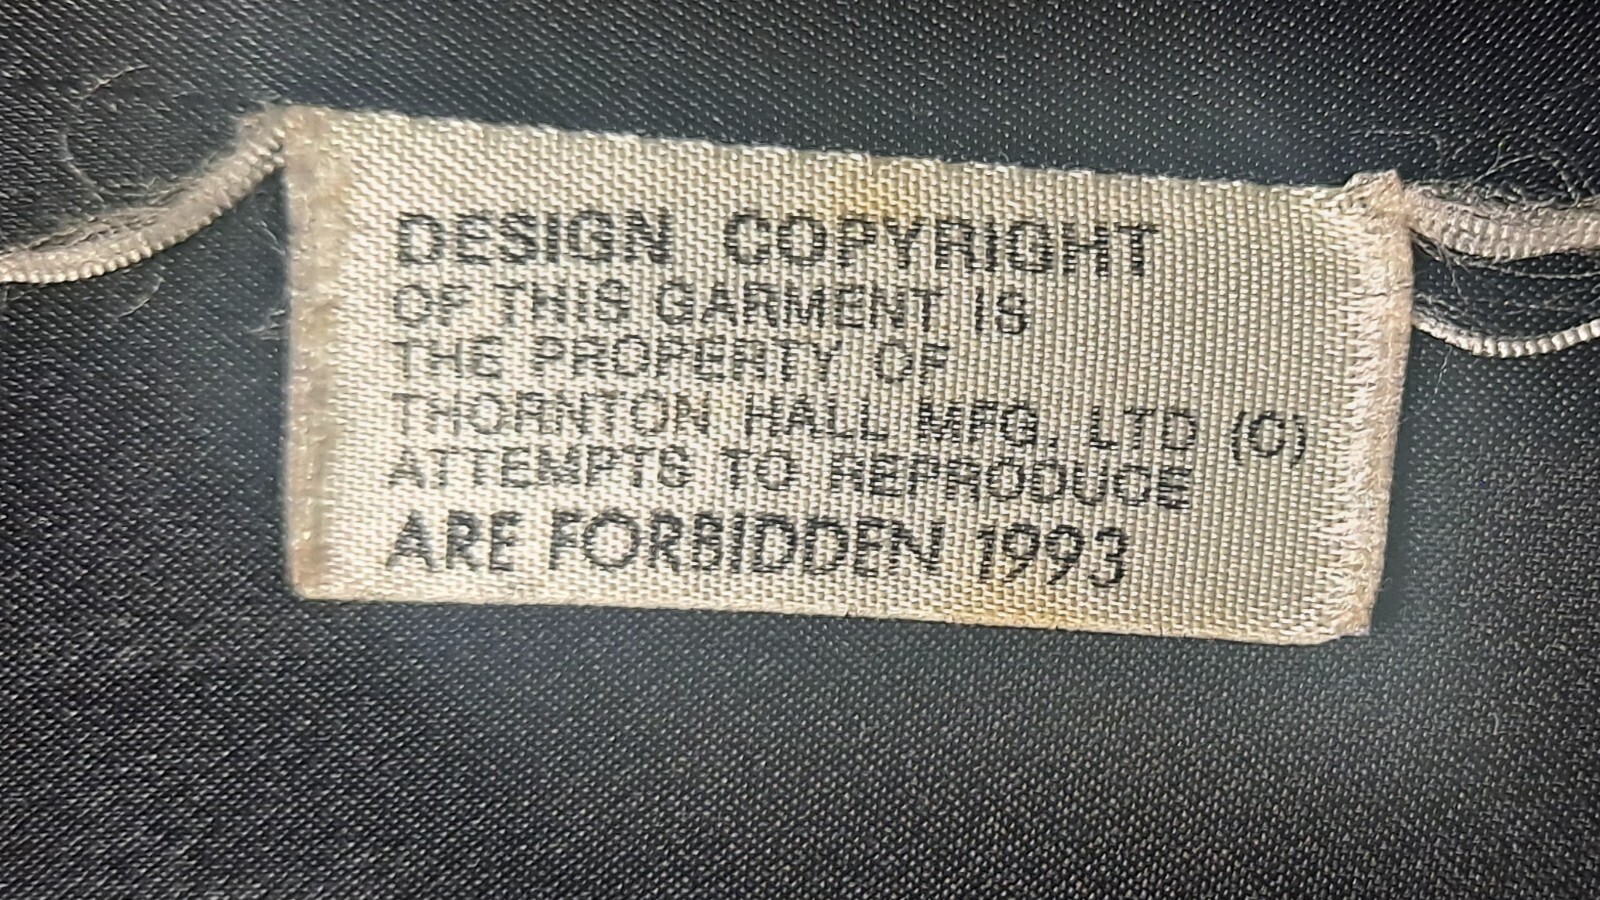 DESIGN COPYRIGHT
OF THIS GARMENT IS
THE PROPERTY OF
THORNTON HALL MFG. LTD (C)
ATTEMPTS TO REPRODUCE
ARE FORBIDDEN 1993